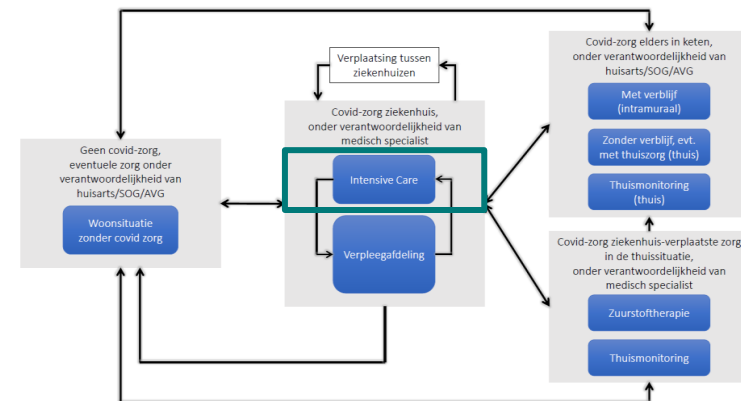 Verplaatsing tussen
ziekenhuizen
Covid-zorg elders in keten,
onder verantwoordelijkheid van
huisarts/SOG/AVG
Met verblijf
(intramuraal)
Zonder verblijf, evt.
met thuiszorg (thuis)
Thuismonitoring
(thuis)
Covid-zorg ziekenhuis,
onder verantwoordelijkheid van
medisch specialist
Intensive Care
Verpleegafdeling
Geen covid-zorg,
eventuele zorg onder
verantwoordelijkheid van
huisarts/SOG/AVG
Woonsituatie
zonder covid zorg
Covid-zorg ziekenhuis-verplaatste zorg
in de thuissituatie,
onder verantwoordelijkheid van
medisch specialist
Zuurstoftherapie
Thuismonitoring